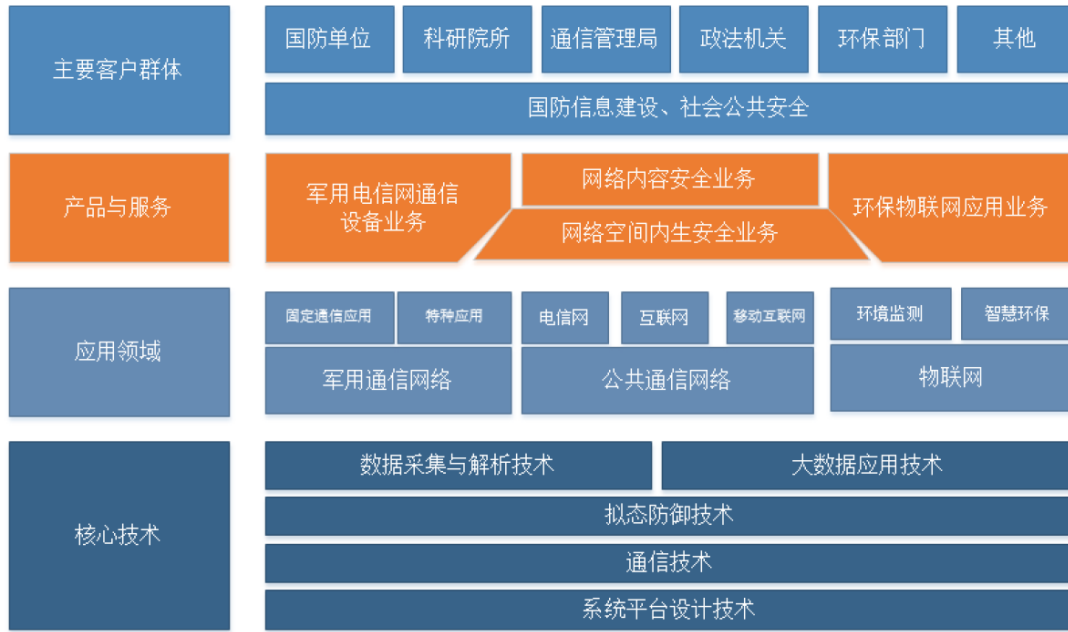 主要客户群体
国防单位
科研院所
通信管理局
政法机关
环保部门
其他
国防信息建设、社会公共安全
产品与服务
军用电信网通信
设备业务
网络内容安全业务
网络空间内生安全业务
环保物联网应用业务
应用领域
固定通信应用
特种应用
电信网
互联网
移动互联网
环境监测
智慧环保
军用通信网络
公共通信网络
物联网
核心技术
数据采集与解析技术
大数据应用技术
拟态防御技术
通信技术
系统平台设计技术